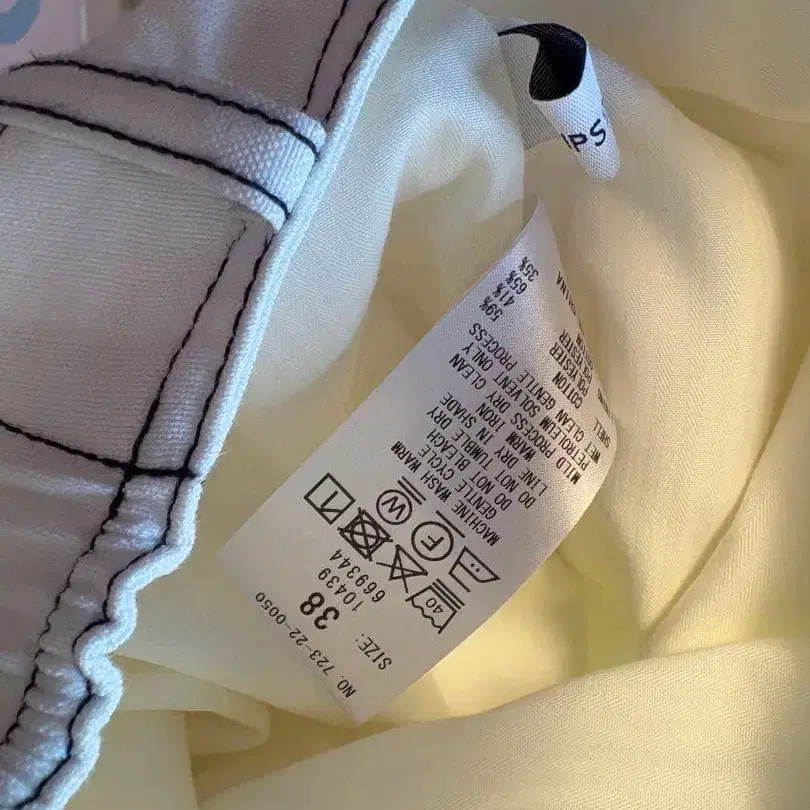 NO. 723-22-0050
SIZE: 38
10439
669344
40
F
W
MACHINE WASH WARM
GENTLE CYCLE
DO NOT BLEACH
DO NOT TUMBLE DRY
LINE DRY IN SHADE
WARM IRON
MILD PROCESS DRY CLEAN
PETROLEUM SOLVENT ONLY
WET CLEAN GENTLE PROCESS
SHELL COTTON 59%
POLYESTER 41%
POLYESTER 65%
35%